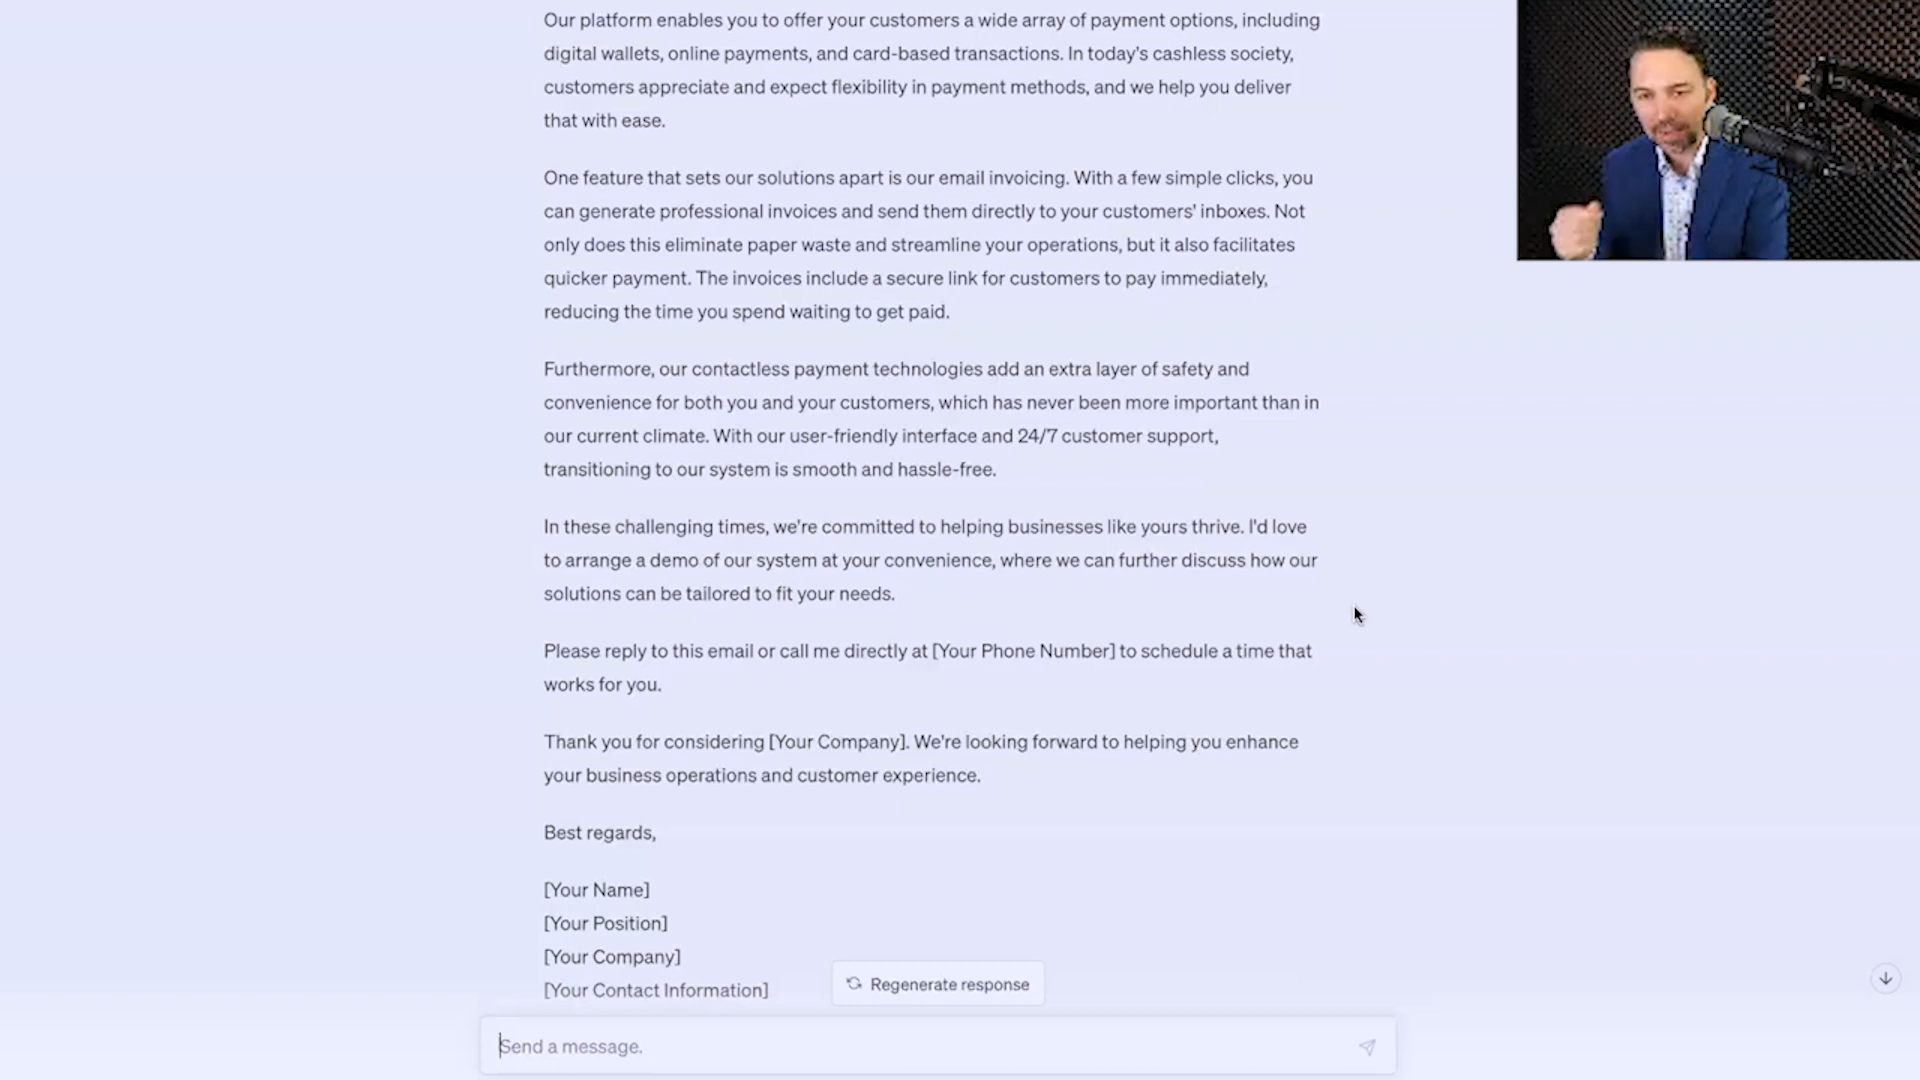 Our platform enables you to offer your customers a wide array of payment options, including
digital wallets, online payments, and card-based transactions. In today's cashless society,
customers appreciate and expect flexibility in payment methods, and we help you deliver
that with ease.
One feature that sets our solutions apart is our email invoicing. With a few simple clicks, you
can generate professional invoices and send them directly to your customers' inboxes. Not
only does this eliminate paper waste and streamline your operations, but it also facilitates
quicker payment. The invoices include a secure link for customers to pay immediately,
reducing the time you spend waiting to get paid.
Furthermore, our contactless payment technologies add an extra layer of safety and
convenience for both you and your customers, which has never been more important than in
our current climate. With our user-friendly interface and 24/7 customer support,
transitioning to our system is smooth and hassle-free.
In these challenging times, we're committed to helping businesses like yours thrive. I'd love
to arrange a demo of our system at your convenience, where we can further discuss how our
solutions can be tailored to fit your needs.
Please reply to this email or call me directly at [Your Phone Number] to schedule a time that
works for you.
Thank you for considering [Your Company]. We're looking forward to helping you enhance
your business operations and customer experience.
Best regards,
[Your Name]
[Your Position]
[Your Company]
[Your Contact Information]
Regenerate response
Send a message.